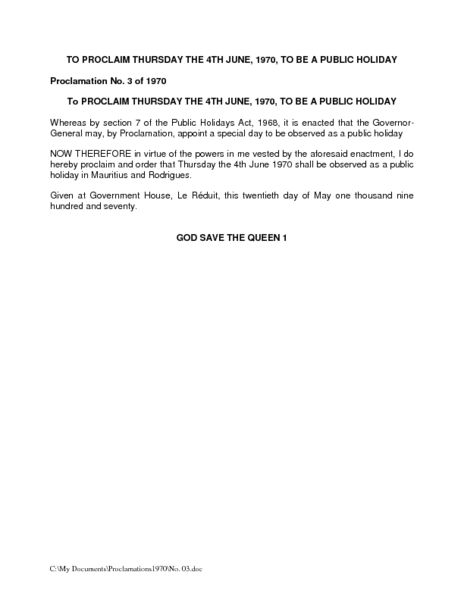 TO PROCLAIM THURSDAY THE 4TH JUNE, 1970, TO BE A PUBLIC HOLIDAY
Proclamation No. 3 of 1970
To PROCLAIM THURSDAY THE 4TH JUNE, 1970, TO BE A PUBLIC HOLIDAY
Whereas by section 7 of the Public Holidays Act, 1968, it is enacted that the Governor-
General may, by Proclamation, appoint a special day to be observed as a public holiday
NOW THEREFORE in virtue of the powers in me vested by the aforesaid enactment, I do
hereby proclaim and order that Thursday the 4th June 1970 shall be observed as a public
holiday in Mauritius and Rodrigues.
Given at Government House, Le Réduit, this twentieth day of May one thousand nine
hundred and seventy.
GOD SAVE THE QUEEN 1
C:\My Documents\Proclamations1970\No. 03.doc